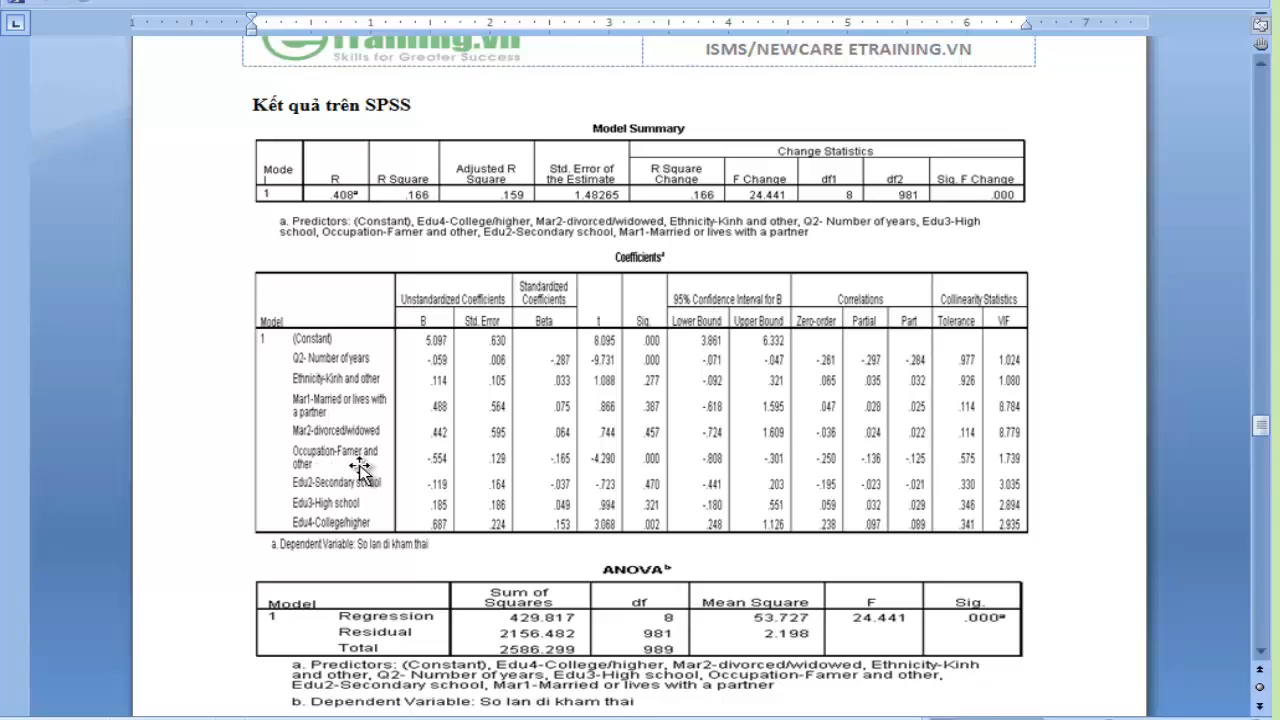 1 1 2 3 4 5 6 7
eTraining.vn
Skills for Greater Success
ISMS/NEWCARE ETRAINING.VN
Kết quả trên SPSS
Model Summary
Mode l R R Square Adjusted R Square Std. Error of the Estimate Change Statistics
R Square Change F Change df1 df2 Sig. F Change
1 .408ª .166 .159 1.48265 .166 24.441 8 981 .000
a. Predictors: (Constant), Edu4-College/higher, Mar2-divorced/widowed, Ethnicity-Kinh and other, Q2- Number of years, Edu3-High
school, Occupation-Famer and other, Edu2-Secondary school, Mar1-Married or lives with a partner
Coefficientsª
Model Unstandardized Coefficients Standardized Coefficients t Sig. 95% Confidence Interval for B Correlations Collinearity Statistics
B Std. Error Beta Lower Bound Upper Bound Zero-order Partial Part Tolerance VIF
1 (Constant) 5.097 .630 8.095 .000 3.861 6.332
Q2- Number of years -.059 .006 -.287 -9.731 .000 -.071 -.047 -.261 -.297 -.284 .977 1.024
Ethnicity-Kinh and other .114 .105 .033 1.088 .277 -.092 .321 .065 .035 .032 .926 1.080
Mar1-Married or lives with a partner .488 .564 .075 .866 .387 -.618 1.595 .047 .028 .025 .114 8.784
Mar2-divorced/widowed .442 .595 .064 .744 .457 -.724 1.609 -.036 .024 .022 .114 8.779
Occupation-Famer and other -.554 .129 -.165 -4.290 .000 -.808 -.301 -.250 -.136 -.125 .575 1.739
Edu2-Secondary school -.119 .164 -.037 -.723 .470 -.441 .203 -.195 -.023 -.021 .330 3.035
Edu3-High school .185 .186 .049 .994 .321 -.180 .551 .059 .032 .029 .346 2.894
Edu4-College/higher .687 .224 .153 3.068 .002 .248 1.126 .238 .097 .089 .341 2.935
a. Dependent Variable: So lan di kham thai
ANOVAᵇ
Model Sum of Squares df Mean Square F Sig.
1 Regression 429.817 8 53.727 24.441 .000ª
Residual 2156.482 981 2.198
Total 2586.299 989
a. Predictors: (Constant), Edu4-College/higher, Mar2-divorced/widowed, Ethnicity-Kinh
and other, Q2- Number of years, Edu3-High school, Occupation-Famer and other,
Edu2-Secondary school, Mar1-Married or lives with a partner
b. Dependent Variable: So lan di kham thai